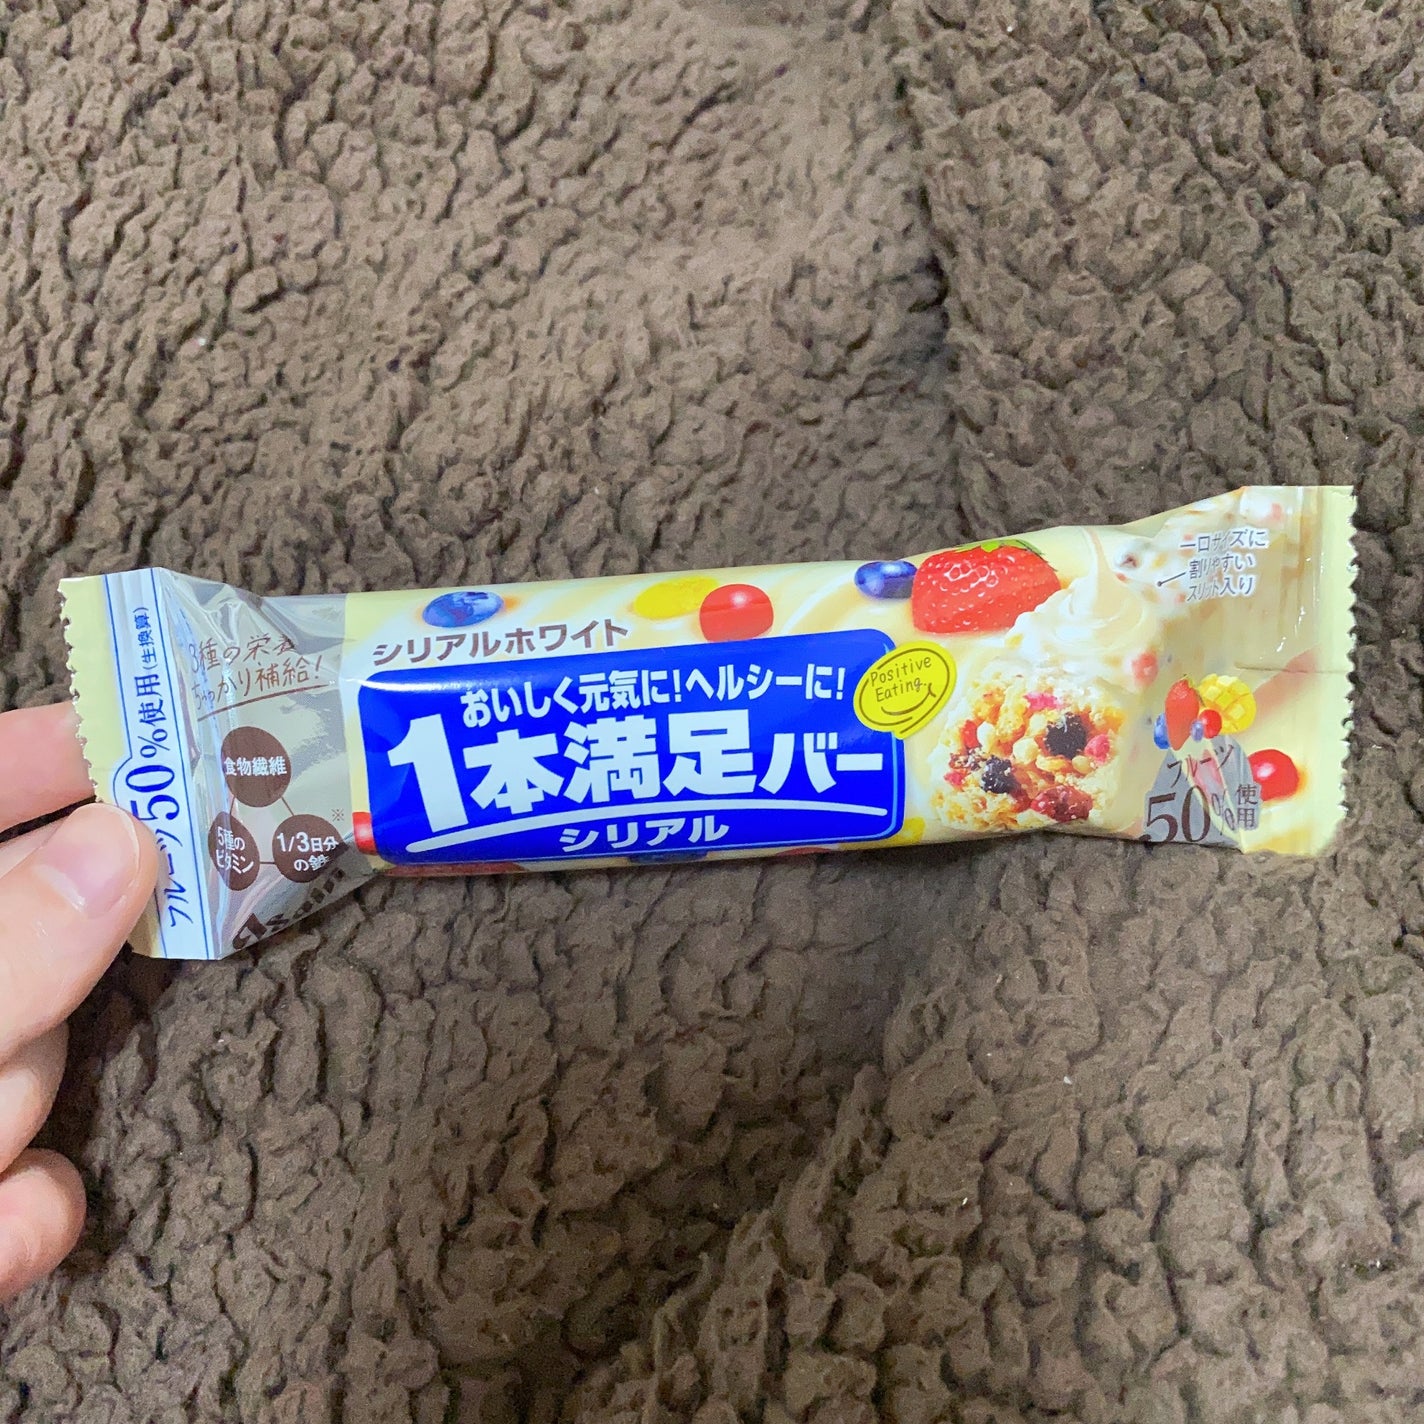 フルーツ50%使用(生換算)
3種の栄養
しっかり補給!
食物繊維
5種の
ビタミン
1/3日分
の鉄
※
Asahi
シリアルホワイト
おいしく元気に!ヘルシーに!
1本満足バー
シリアル
Positive
Eating
一口サイズに
割りやすい
スリット入り
フルーツ
50%使用